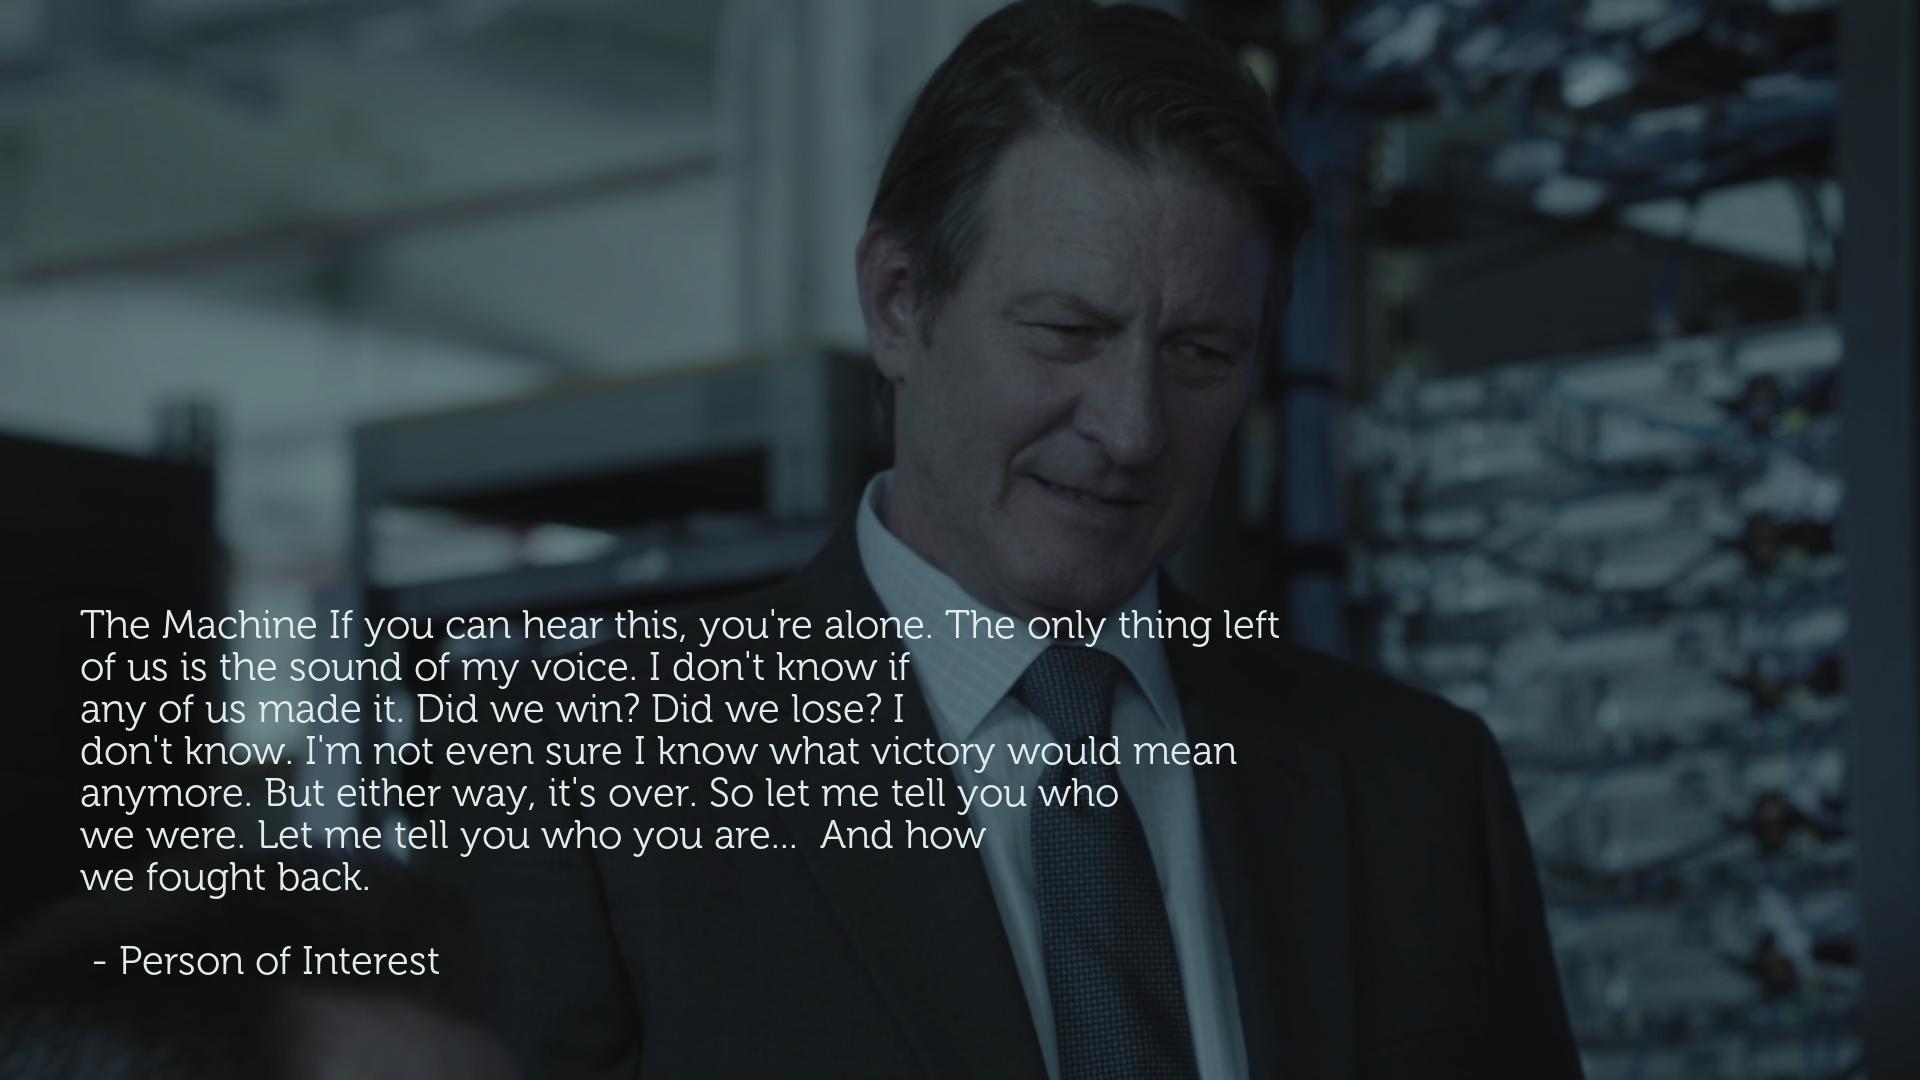 The Machine If you can hear this, you're alone. The only thing left
of us is the sound of my voice. I don't know if
any of us made it. Did we win? Did we lose? I
don't know. I'm not even sure I know what victory would mean
anymore. But either way, it's over. So let me tell you who
we were. Let me tell you who you are...  And how
we fought back.
- Person of Interest